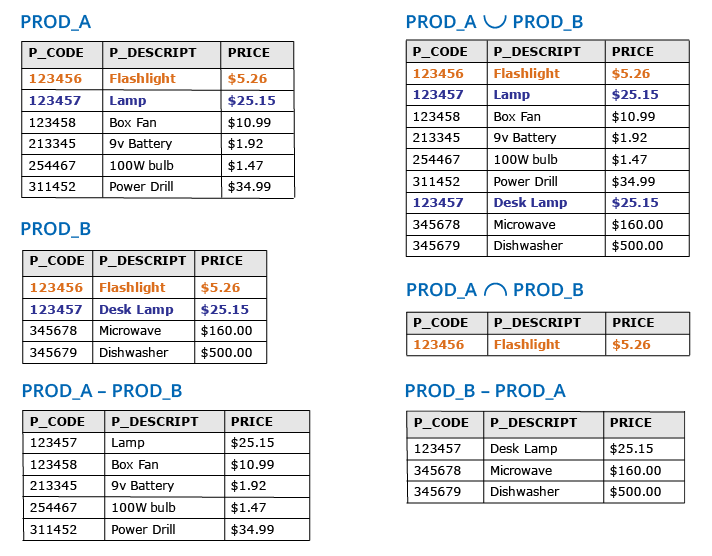 PROD_A
P_CODE P_DESCRIPT PRICE
123456 Flashlight $5.26
123457 Lamp $25.15
123458 Box Fan $10.99
213345 9v Battery $1.92
254467 100W bulb $1.47
311452 Power Drill $34.99
PROD_B
P_CODE P_DESCRIPT PRICE
123456 Flashlight $5.26
123457 Desk Lamp $25.15
345678 Microwave $160.00
345679 Dishwasher $500.00
PROD_A – PROD_B
P_CODE P_DESCRIPT PRICE
123457 Lamp $25.15
123458 Box Fan $10.99
213345 9v Battery $1.92
254467 100W bulb $1.47
311452 Power Drill $34.99
PROD_A ∪ PROD_B
P_CODE P_DESCRIPT PRICE
123456 Flashlight $5.26
123457 Lamp $25.15
123458 Box Fan $10.99
213345 9v Battery $1.92
254467 100W bulb $1.47
311452 Power Drill $34.99
123457 Desk Lamp $25.15
345678 Microwave $160.00
345679 Dishwasher $500.00
PROD_A ∩ PROD_B
P_CODE P_DESCRIPT PRICE
123456 Flashlight $5.26
PROD_B – PROD_A
P_CODE P_DESCRIPT PRICE
123457 Desk Lamp $25.15
345678 Microwave $160.00
345679 Dishwasher $500.00